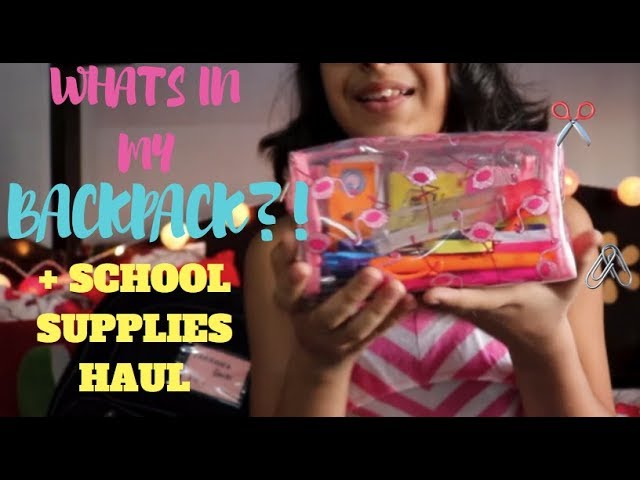 WHATS IN
MY
BACKPACK?!
+ SCHOOL
SUPPLIES
HAUL